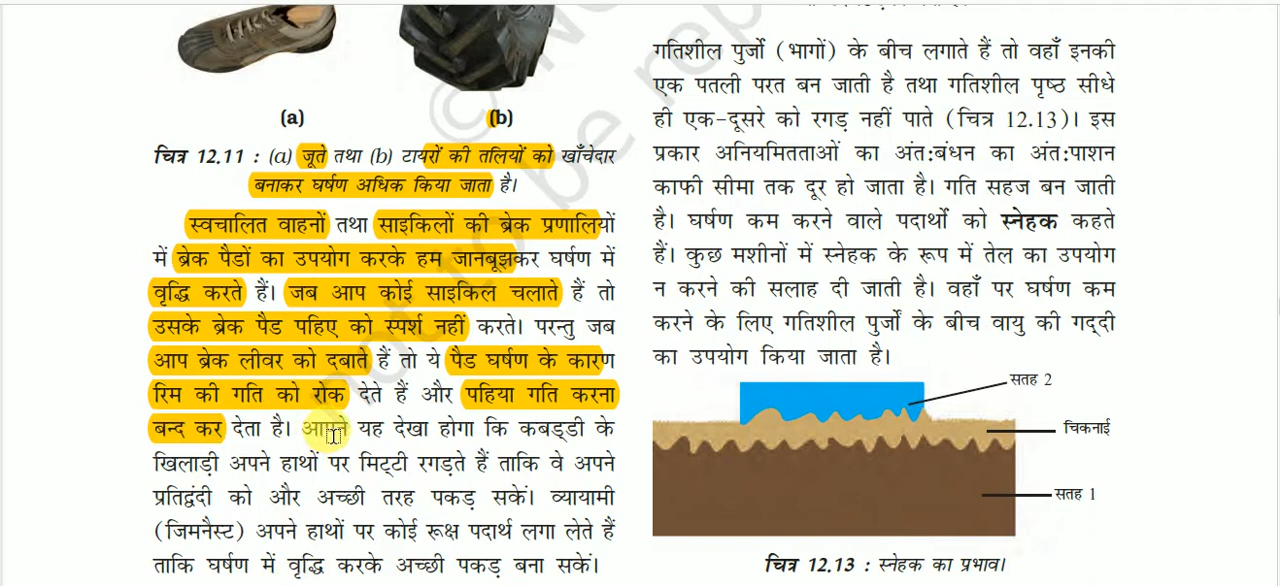 (a)
(b)
चित्र 12.11 : (a) जूते तथा (b) टायरों की तलियों को खाँचेदार
बनाकर घर्षण अधिक किया जाता है।
स्वचालित वाहनों तथा साइकिलों की ब्रेक प्रणालियों
में ब्रेक पैडों का उपयोग करके हम जानबूझकर घर्षण में
वृद्धि करते हैं। जब आप कोई साइकिल चलाते हैं तो
उसके ब्रेक पैड पहिए को स्पर्श नहीं करते। परन्तु जब
आप ब्रेक लीवर को दबाते हैं तो ये पैड घर्षण के कारण
रिम की गति को रोक देते हैं और पहिया गति करना
बन्द कर देता है। आपने यह देखा होगा कि कबड्डी के
खिलाड़ी अपने हाथों पर मिट्टी रगड़ते हैं ताकि वे अपने
प्रतिद्वंदी को और अच्छी तरह पकड़ सकें। व्यायामी
(जिमनैस्ट) अपने हाथों पर कोई रूक्ष पदार्थ लगा लेते हैं
ताकि घर्षण में वृद्धि करके अच्छी पकड़ बना सकें।
गतिशील पुर्जों (भागों) के बीच लगाते हैं तो वहाँ इनकी
एक पतली परत बन जाती है तथा गतिशील पृष्ठ सीधे
ही एक-दूसरे को रगड़ नहीं पाते (चित्र 12.13)। इस
प्रकार अनियमितताओं का अंत:बंधन का अंत:पाशन
काफी सीमा तक दूर हो जाता है। गति सहज बन जाती
है। घर्षण कम करने वाले पदार्थों को स्नेहक कहते
हैं। कुछ मशीनों में स्नेहक के रूप में तेल का उपयोग
न करने की सलाह दी जाती है। वहाँ पर घर्षण कम
करने के लिए गतिशील पुर्जों के बीच वायु की गद्दी
का उपयोग किया जाता है।
सतह 2
चिकनाई
सतह 1
चित्र 12.13 : स्नेहक का प्रभाव।
not to be rep